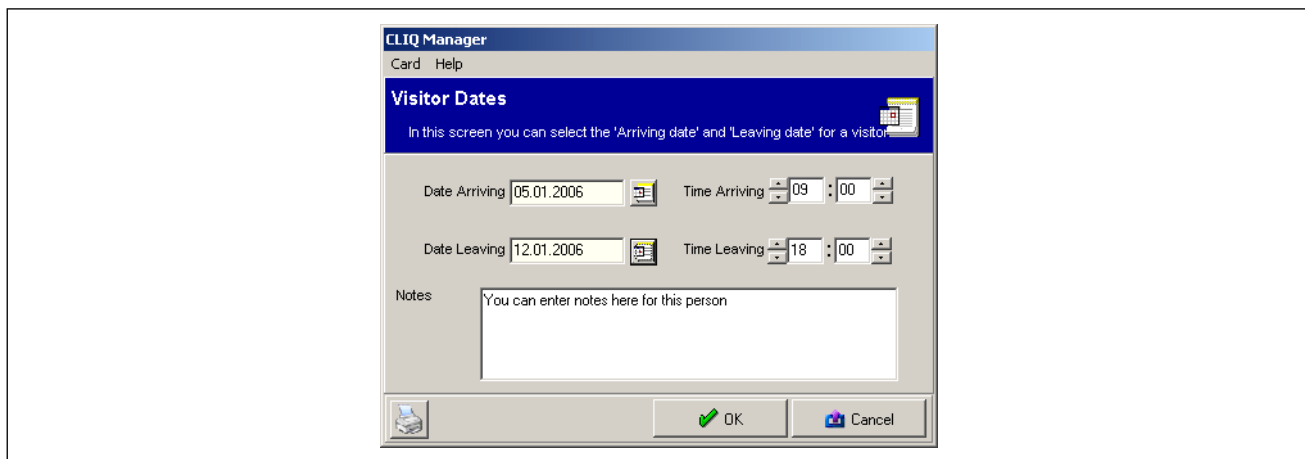 CLIQ Manager
Card Help
Visitor Dates
In this screen you can select the 'Arriving date' and 'Leaving date' for a visitor
Date Arriving 05.01.2006 Time Arriving 09 : 00
Date Leaving 12.01.2006 Time Leaving 18 : 00
Notes You can enter notes here for this person
OK Cancel